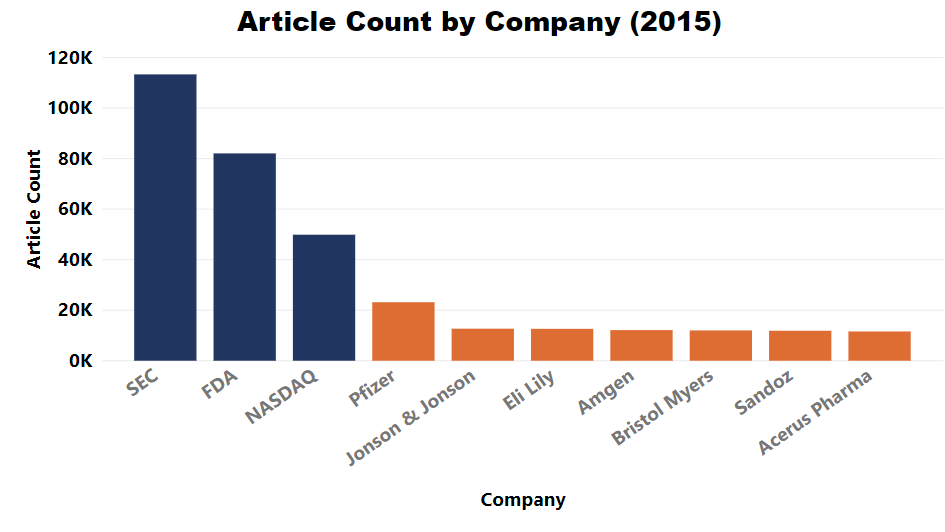 Article Count by Company (2015)
120K
100K
80K
60K
40K
20K
0K
Article Count
SEC
FDA
NASDAQ
Pfizer
Jonson & Jonson
Eli Lily
Amgen
Bristol Myers
Sandoz
Acerus Pharma
Company